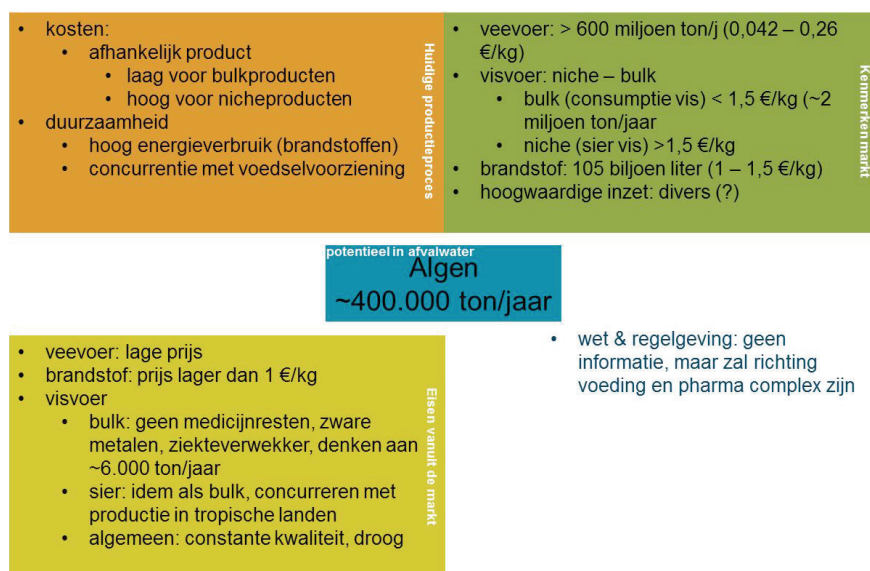 • kosten:
• afhankelijk product
• laag voor bulkproducten
• hoog voor nicheproducten
• duurzaamheid
• hoog energieverbruik (brandstoffen)
• concurrentie met voedselvoorziening
Huidige productieproces
• veevoer: > 600 miljoen ton/j (0,042 – 0,26
€/kg)
• visvoer: niche – bulk
• bulk (consumptie vis) < 1,5 €/kg (~2
miljoen ton/jaar
• niche (sier vis) >1,5 €/kg
• brandstof: 105 biljoen liter (1 – 1,5 €/kg)
• hoogwaardige inzet: divers (?)
Kenmerken markt
potentieel in afvalwater
Algen
~400.000 ton/jaar
• veevoer: lage prijs
• brandstof: prijs lager dan 1 €/kg
• visvoer
• bulk: geen medicijnresten, zware
metalen, ziekteverwekker, denken aan
~6.000 ton/jaar
• sier: idem als bulk, concurreren met
productie in tropische landen
• algemeen: constante kwaliteit, droog
Eisen vanuit de markt
• wet & regelgeving: geen
informatie, maar zal richting
voeding en pharma complex zijn